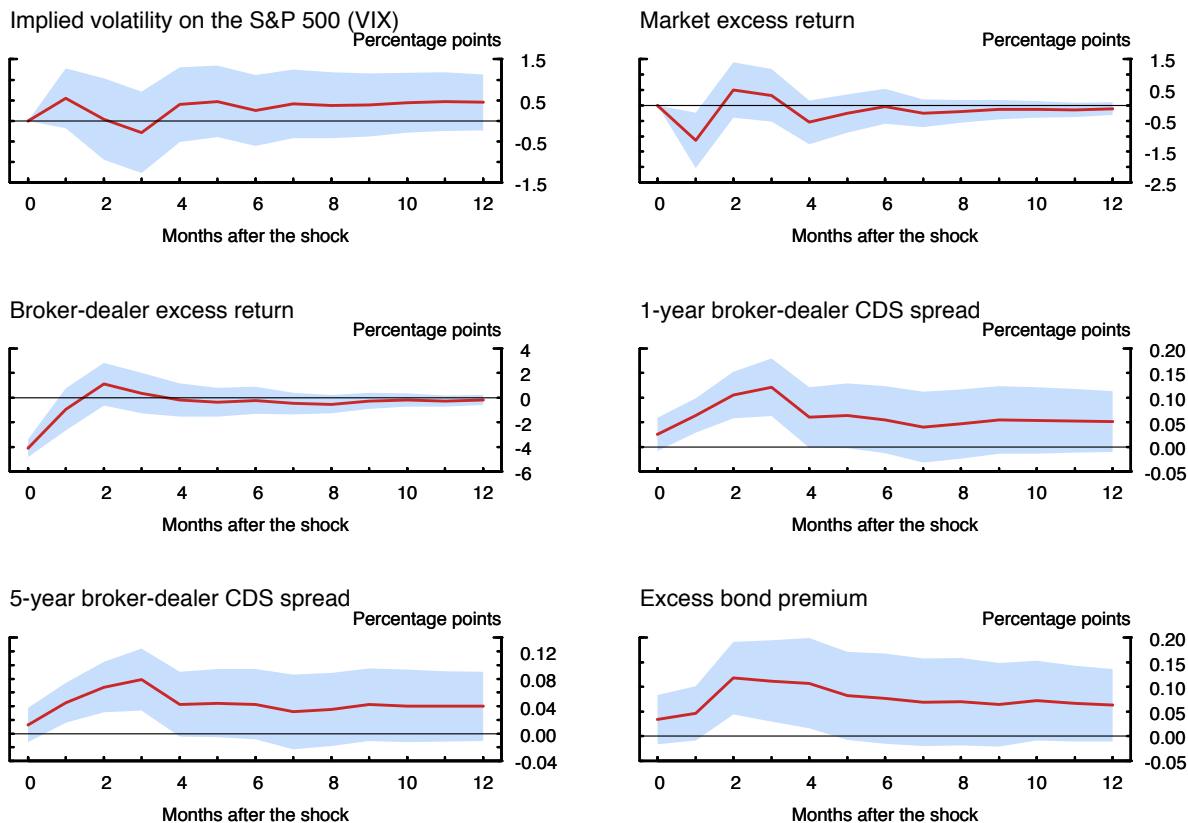 Implied volatility on the S&P 500 (VIX)
Percentage points
1.5
0.5
-0.5
-1.5
0 2 4 6 8 10 12
Months after the shock
Market excess return
Percentage points
1.5
0.5
-0.5
-1.5
-2.5
0 2 4 6 8 10 12
Months after the shock
Broker-dealer excess return
Percentage points
4
2
0
-2
-4
-6
0 2 4 6 8 10 12
Months after the shock
1-year broker-dealer CDS spread
Percentage points
0.20
0.15
0.10
0.05
0.00
-0.05
0 2 4 6 8 10 12
Months after the shock
5-year broker-dealer CDS spread
Percentage points
0.12
0.08
0.04
0.00
-0.04
0 2 4 6 8 10 12
Months after the shock
Excess bond premium
Percentage points
0.20
0.15
0.10
0.05
0.00
-0.05
0 2 4 6 8 10 12
Months after the shock